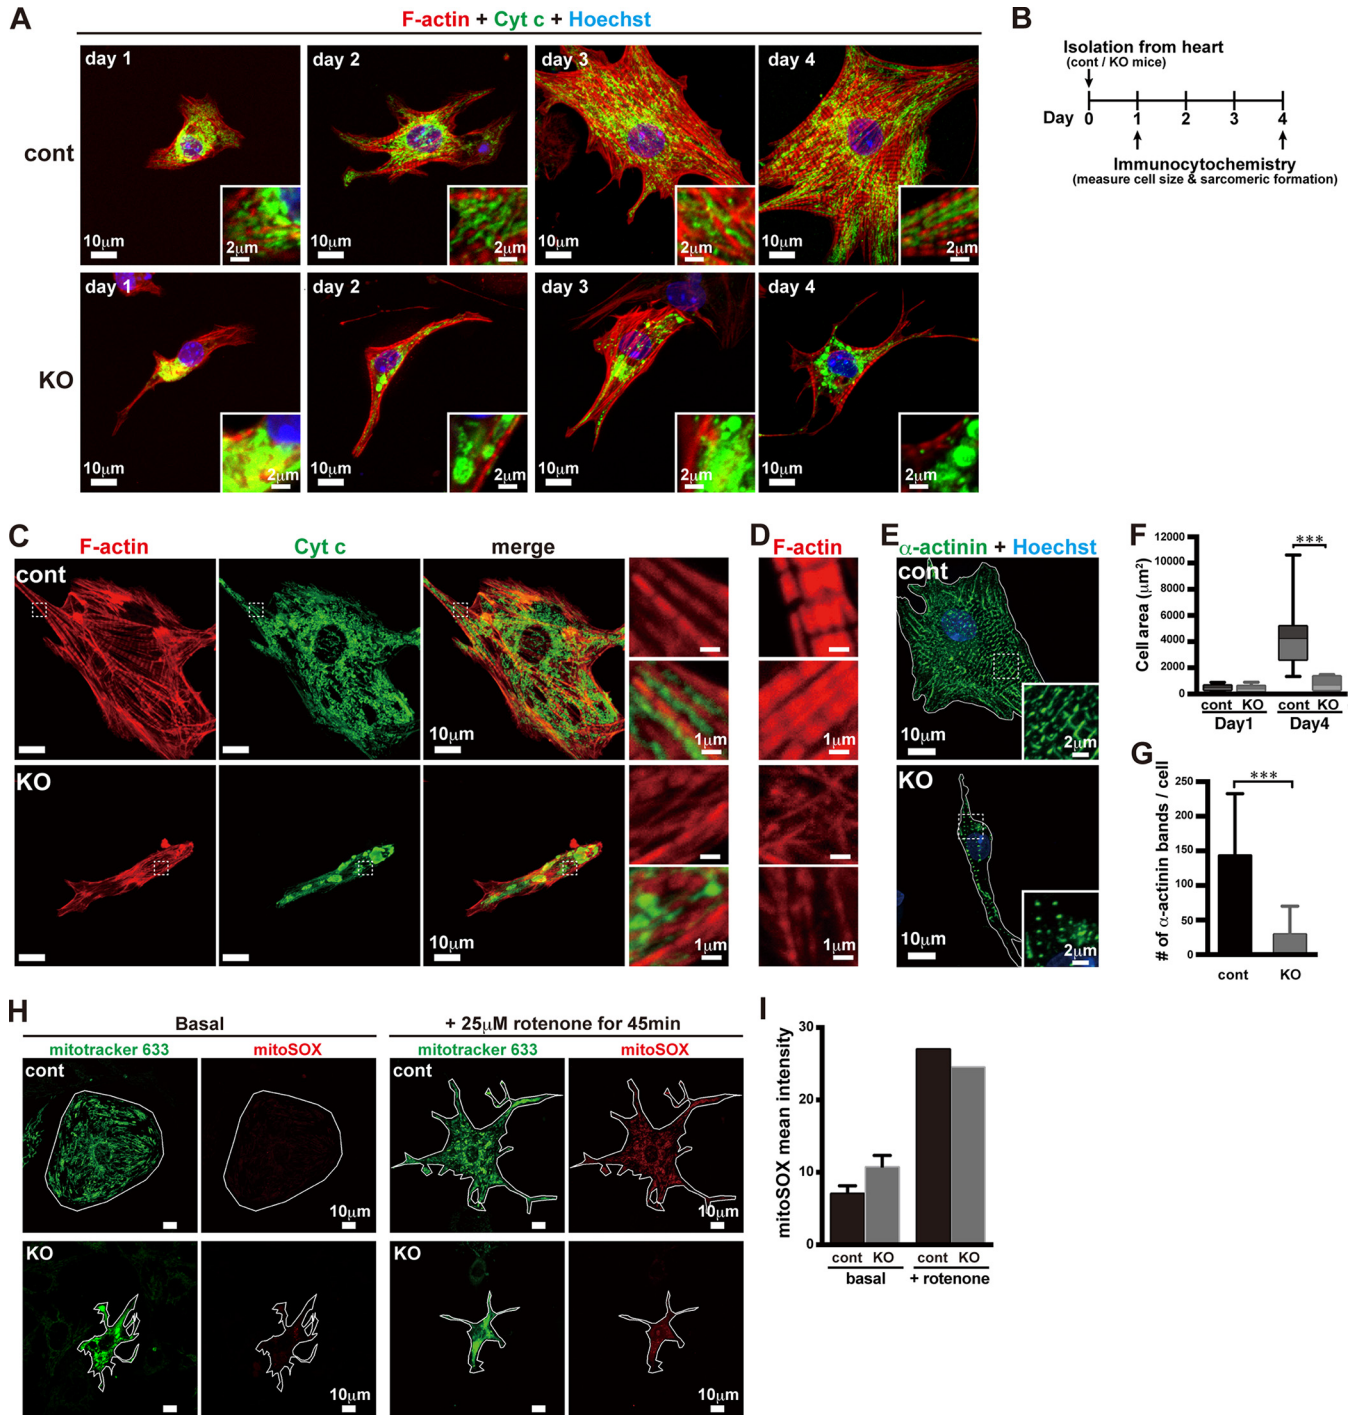 A
F-actin + Cyt c + Hoechst
cont
day 1
10μm
2μm
day 2
10μm
2μm
day 3
10μm
2μm
day 4
10μm
2μm
KO
day 1
10μm
2μm
day 2
10μm
2μm
day 3
10μm
2μm
day 4
10μm
2μm
B
Isolation from heart
(cont / KO mice)
Day 0 1 2 3 4
Immunocytochemistry
(measure cell size & sarcomeric formation)
C
F-actin Cyt c merge
cont
10μm
1μm
KO
10μm
1μm
D
F-actin
1μm
1μm
E
α-actinin + Hoechst
cont
10μm
2μm
KO
10μm
2μm
F
Cell area (μm²)
12000
10000
8000
6000
4000
2000
0
***
cont KO cont KO
Day1 Day4
G
# of α-actinin bands / cell
250
200
150
100
50
0
***
cont KO
H
Basal + 25μM rotenone for 45min
mitotracker 633 mitoSOX mitotracker 633 mitoSOX
cont
10μm
cont
10μm
KO
10μm
KO
10μm
I
mitoSOX mean intensity
30
20
10
0
cont KO cont KO
basal + rotenone